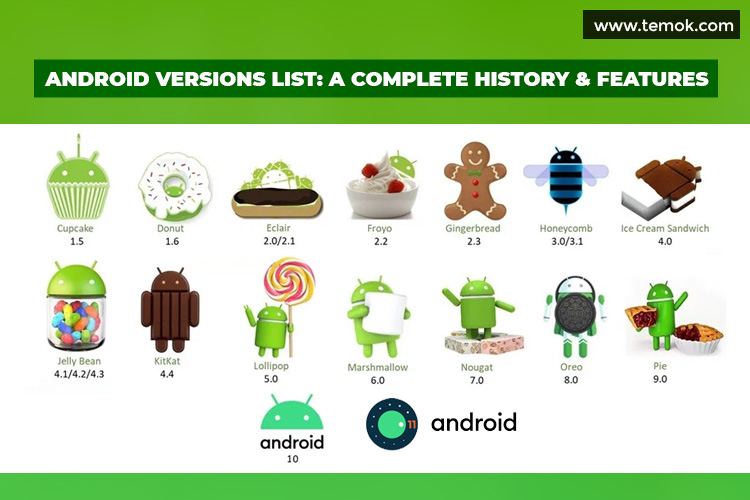 www.temok.com
ANDROID VERSIONS LIST: A COMPLETE HISTORY & FEATURES
Cupcake
1.5
Donut
1.6
Eclair
2.0/2.1
Froyo
2.2
Gingerbread
2.3
Honeycomb
3.0/3.1
Ice Cream Sandwich
4.0
Jelly Bean
4.1/4.2/4.3
KitKat
4.4
Lollipop
5.0
Marshmallow
6.0
Nougat
7.0
Oreo
8.0
Pie
9.0
android
10
11
android